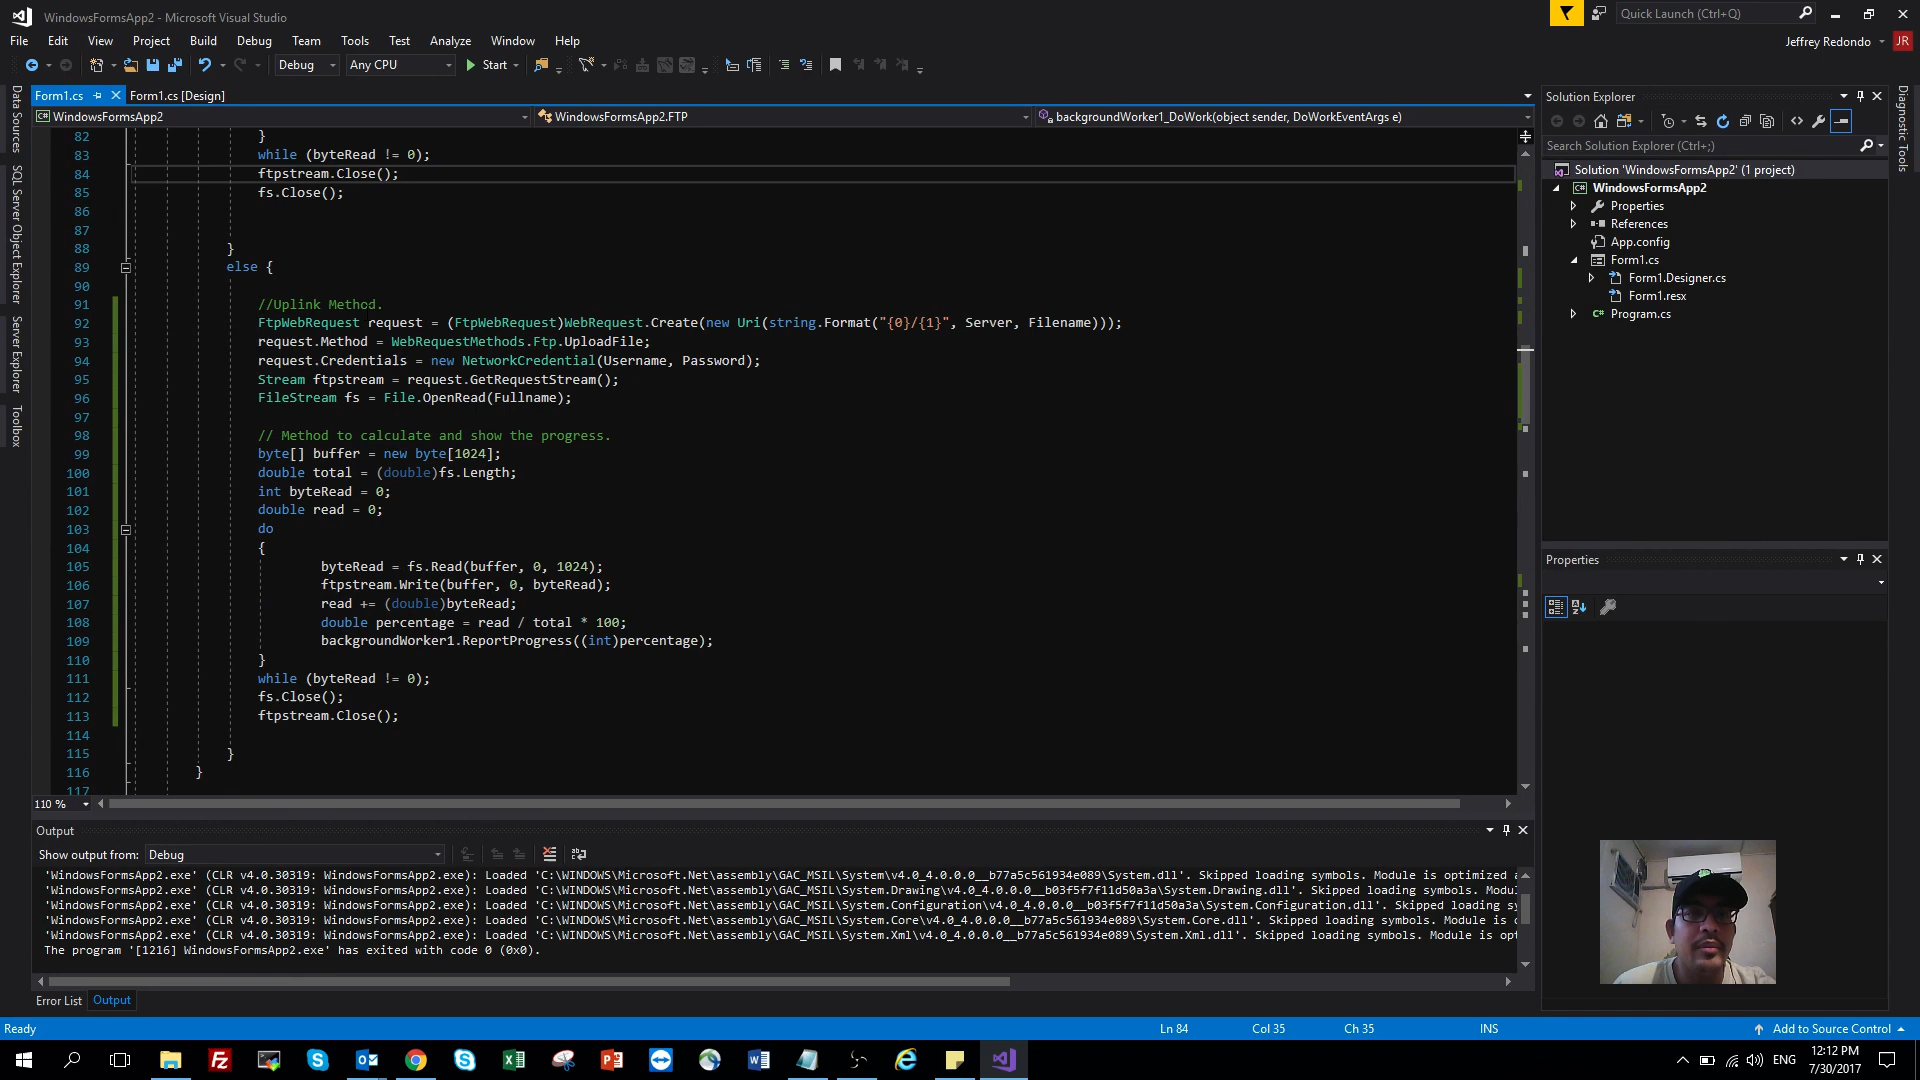 WindowsFormsApp2 - Microsoft Visual Studio
Quick Launch (Ctrl+Q)
File Edit View Project Build Debug Team Tools Test Analyze Window Help
Jeffrey Redondo JR
Debug Any CPU Start
Form1.cs Form1.cs [Design]
WindowsFormsApp2 WindowsFormsApp2.FTP backgroundWorker1_DoWork(object sender, DoWorkEventArgs e)
Data Sources
SQL Server Object Explorer
Server Explorer
Toolbox
82 }
83 while (byteRead != 0);
84 ftpstream.Close();
85 fs.Close();
86
87
88 }
89 else {
90
91 //Uplink Method.
92 FtpWebRequest request = (FtpWebRequest)WebRequest.Create(new Uri(string.Format("{0}/{1}", Server, Filename)));
93 request.Method = WebRequestMethods.Ftp.UploadFile;
94 request.Credentials = new NetworkCredential(Username, Password);
95 Stream ftpstream = request.GetRequestStream();
96 FileStream fs = File.OpenRead(Fullname);
97
98 // Method to calculate and show the progress.
99 byte[] buffer = new byte[1024];
100 double total = (double)fs.Length;
101 int byteRead = 0;
102 double read = 0;
103 do
104 {
105 byteRead = fs.Read(buffer, 0, 1024);
106 ftpstream.Write(buffer, 0, byteRead);
107 read += (double)byteRead;
108 double percentage = read / total * 100;
109 backgroundWorker1.ReportProgress((int)percentage);
110 }
111 while (byteRead != 0);
112 fs.Close();
113 ftpstream.Close();
114
115 }
116 }
117
110 %
Output
Show output from: Debug
'WindowsFormsApp2.exe' (CLR v4.0.30319: WindowsFormsApp2.exe): Loaded 'C:\WINDOWS\Microsoft.Net\assembly\GAC_MSIL\System\v4.0_4.0.0.0__b77a5c561934e089\System.dll'. Skipped loading symbols. Module is optimized a
'WindowsFormsApp2.exe' (CLR v4.0.30319: WindowsFormsApp2.exe): Loaded 'C:\WINDOWS\Microsoft.Net\assembly\GAC_MSIL\System.Drawing\v4.0_4.0.0.0__b03f5f7f11d50a3a\System.Drawing.dll'. Skipped loading symbols. Modu
'WindowsFormsApp2.exe' (CLR v4.0.30319: WindowsFormsApp2.exe): Loaded 'C:\WINDOWS\Microsoft.Net\assembly\GAC_MSIL\System.Configuration\v4.0_4.0.0.0__b03f5f7f11d50a3a\System.Configuration.dll'. Skipped loading sy
'WindowsFormsApp2.exe' (CLR v4.0.30319: WindowsFormsApp2.exe): Loaded 'C:\WINDOWS\Microsoft.Net\assembly\GAC_MSIL\System.Core\v4.0_4.0.0.0__b77a5c561934e089\System.Core.dll'. Skipped loading symbols. Module is o
'WindowsFormsApp2.exe' (CLR v4.0.30319: WindowsFormsApp2.exe): Loaded 'C:\WINDOWS\Microsoft.Net\assembly\GAC_MSIL\System.Xml\v4.0_4.0.0.0__b77a5c561934e089\System.Xml.dll'. Skipped loading symbols. Module is opt
The program '[1216] WindowsFormsApp2.exe' has exited with code 0 (0x0).
Error List Output
Solution Explorer
Search Solution Explorer (Ctrl+;)
Solution 'WindowsFormsApp2' (1 project)
WindowsFormsApp2
Properties
References
App.config
Form1.cs
Form1.Designer.cs
Form1.resx
Program.cs
Properties
Diagnostic Tools
Ready Ln 84 Col 35 Ch 35 INS Add to Source Control
ENG 12:12 PM
7/30/2017